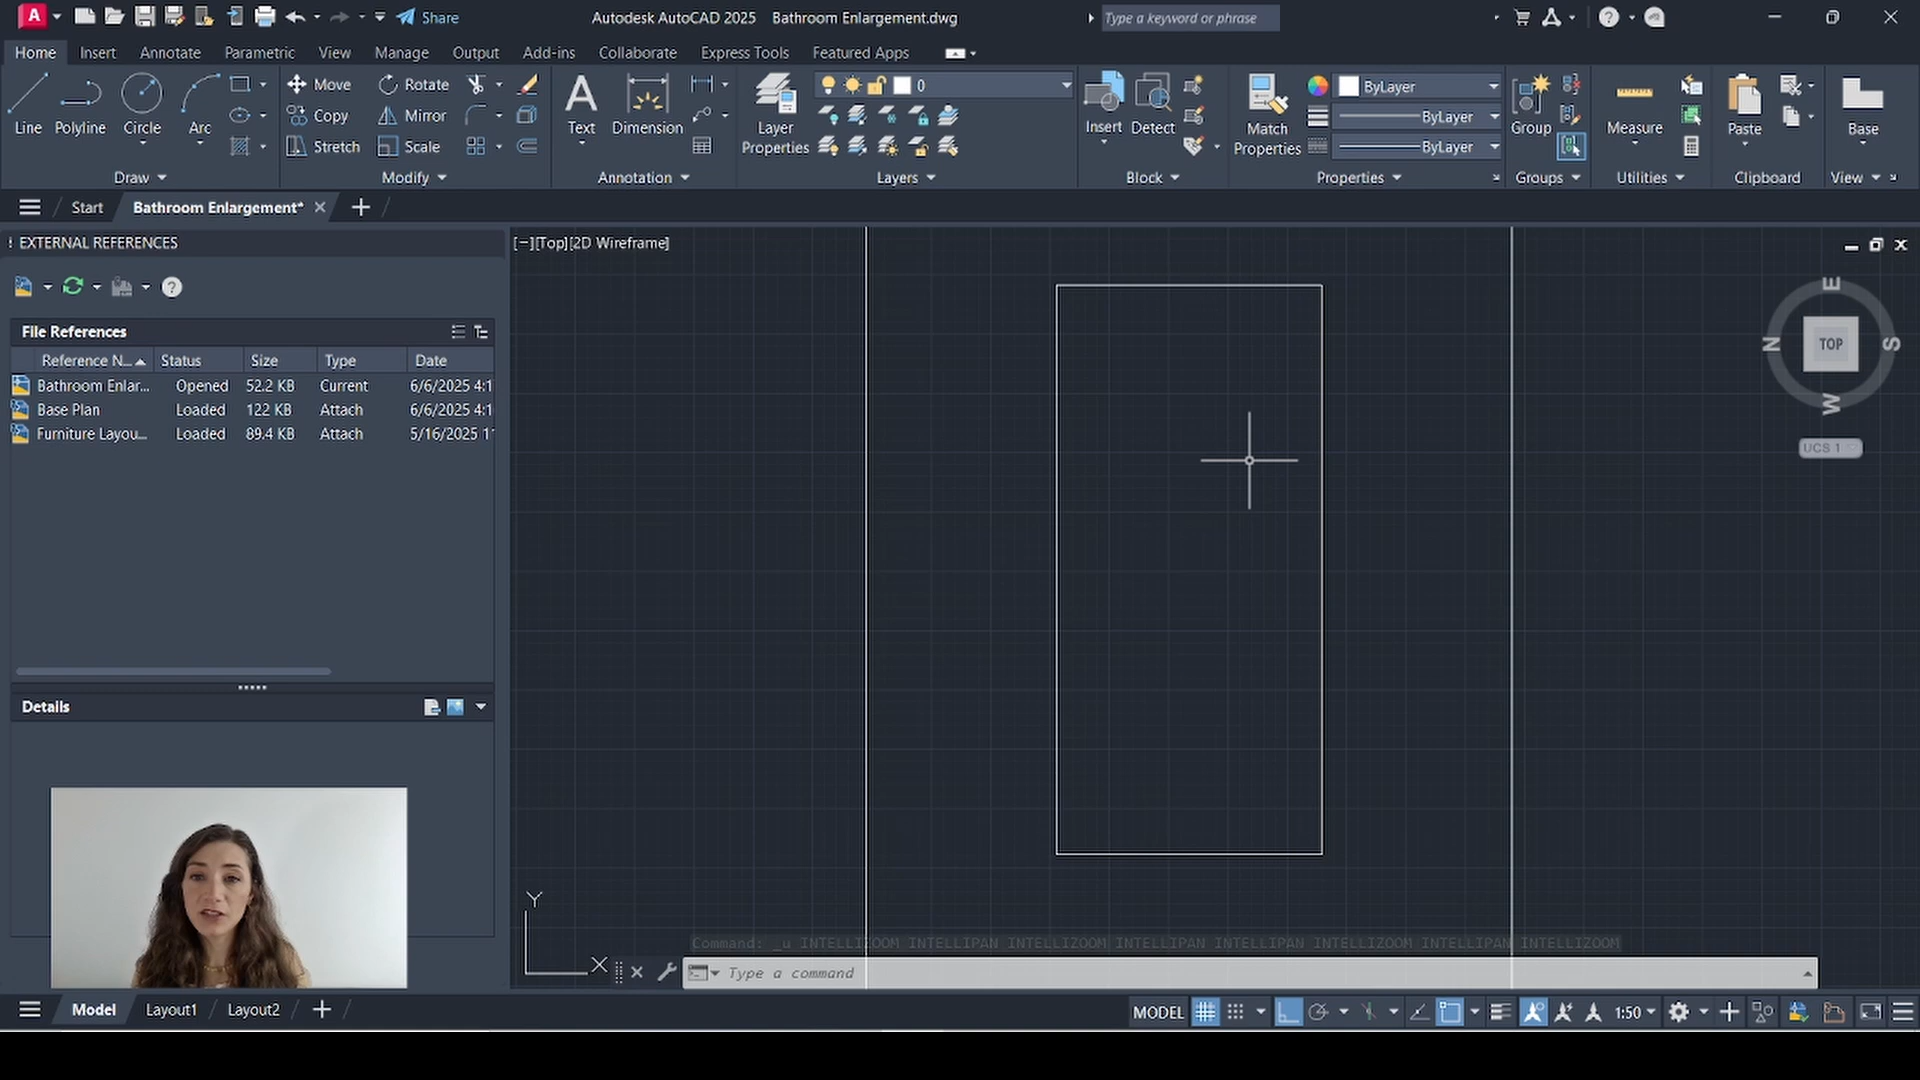 A Share Autodesk AutoCAD 2025 Bathroom Enlargement.dwg Type a keyword or phrase
Home Insert Annotate Parametric View Manage Output Add-ins Collaborate Express Tools Featured Apps
Line Polyline Circle Arc
Move Rotate
Copy Mirror
Stretch Scale
Text Dimension
Layer Properties
0
Insert Detect
Match Properties
ByLayer
ByLayer
ByLayer
Group Measure Paste Base
Draw Modify Annotation Layers Block Properties Groups Utilities Clipboard View
Start Bathroom Enlargement*
EXTERNAL REFERENCES
[−][Top][2D Wireframe]
File References
Reference N... Status Size Type Date
Bathroom Enlar... Opened 52.2 KB Current 6/6/2025 4:1
Base Plan Loaded 122 KB Attach 6/6/2025 4:1
Furniture Layou... Loaded 89.4 KB Attach 5/16/2025 1
E
N TOP S
W
UCS 1
Details
Y
X
Command: _u INTELLIZOOM INTELLIPAN INTELLIZOOM INTELLIPAN INTELLIPAN INTELLIZOOM INTELLIPAN INTELLIZOOM
Type a command
Model Layout1 Layout2
MODEL 1:50